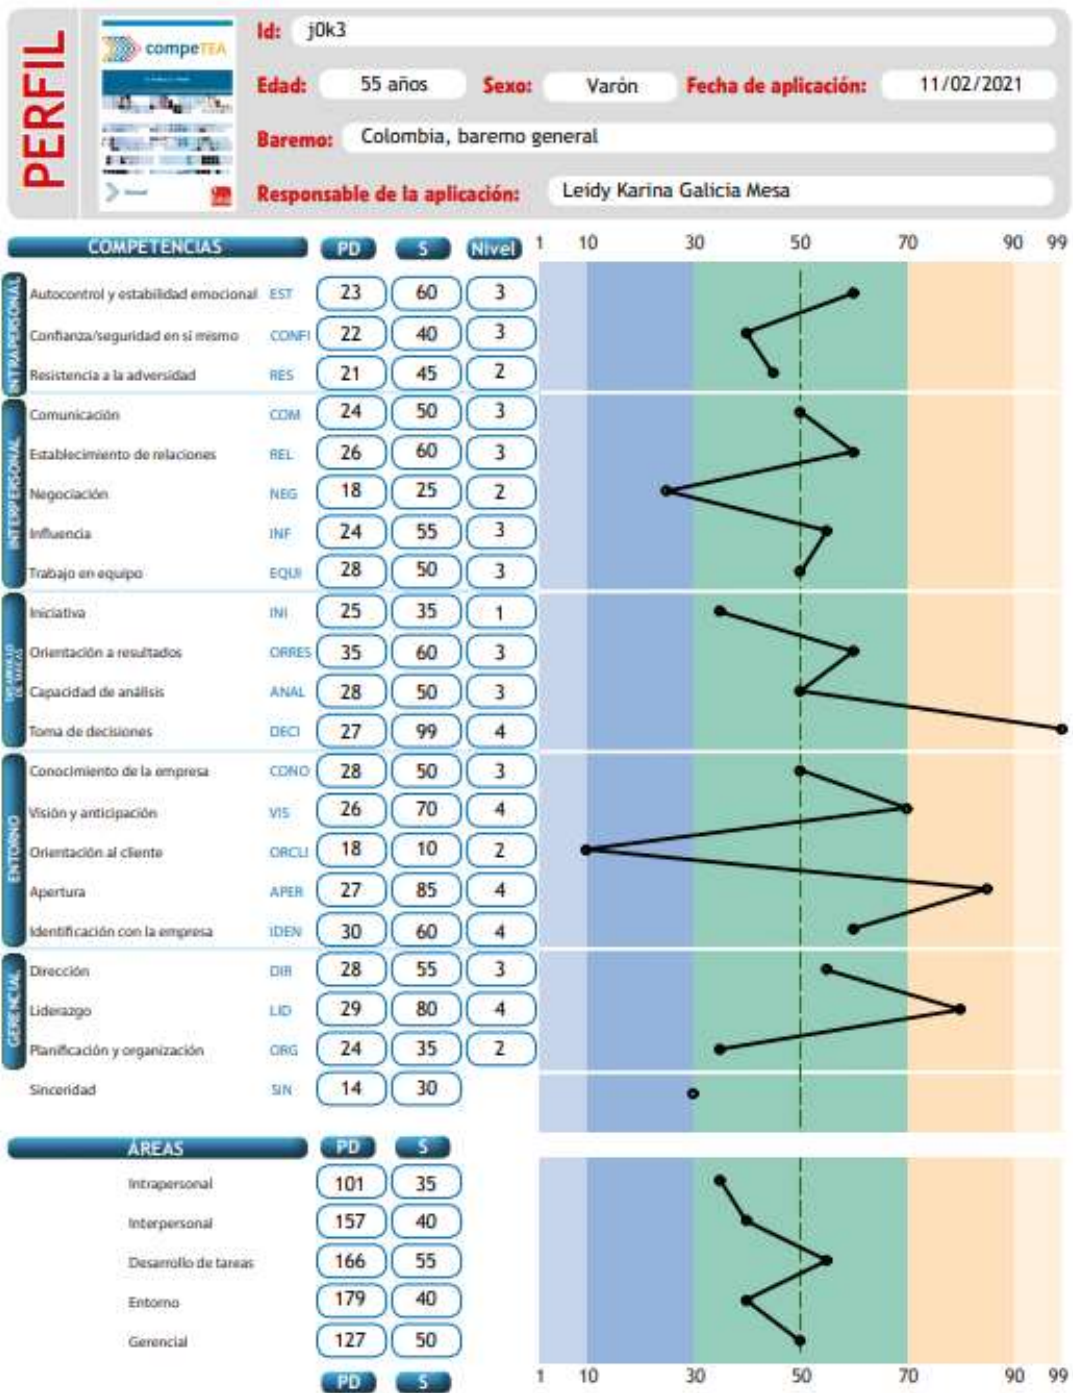 PERFIL
competEA
Id: j0k3
Edad: 55 años Sexo: Varón Fecha de aplicación: 11/02/2021
Baremo: Colombia, baremo general
Responsable de la aplicación: Leidy Karina Galicia Mesa
COMPETENCIAS PD S Nivel 1 10 30 50 70 90 99
INTRAPERSONAL
Autocontrol y estabilidad emocional EST 23 60 3
Confianza/seguridad en sí mismo CONFI 22 40 3
Resistencia a la adversidad RES 21 45 2
INTERPERSONAL
Comunicación COM 24 50 3
Establecimiento de relaciones REL 26 60 3
Negociación NEG 18 25 2
Influencia INF 24 55 3
Trabajo en equipo EQUI 28 50 3
DESARROLLO
DE TAREAS
Iniciativa INI 25 35 1
Orientación a resultados ORRES 35 60 3
Capacidad de análisis ANAL 28 50 3
Toma de decisiones DECI 27 99 4
ENTORNO
Conocimiento de la empresa CONO 28 50 3
Visión y anticipación VIS 26 70 4
Orientación al cliente ORCLI 18 10 2
Apertura APER 27 85 4
Identificación con la empresa IDEN 30 60 4
GERENCIAL
Dirección DIR 28 55 3
Liderazgo LID 29 80 4
Planificación y organización ORG 24 35 2
Sinceridad SIN 14 30
ÁREAS PD S
Intrapersonal 101 35
Interpersonal 157 40
Desarrollo de tareas 166 55
Entorno 179 40
Gerencial 127 50
PD S 1 10 30 50 70 90 99